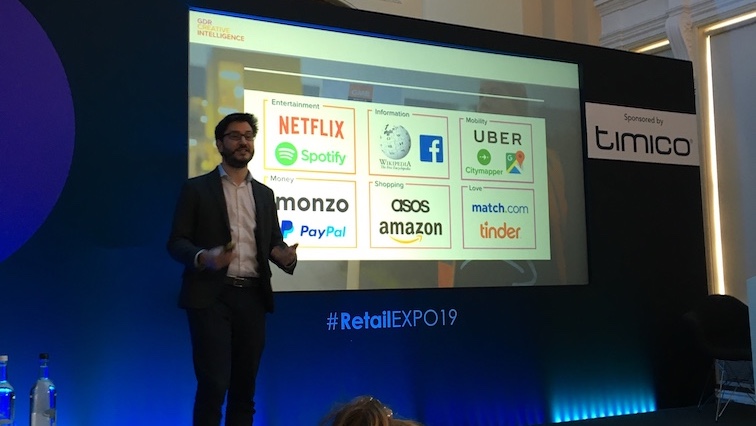 GDR
CREATIVE
INTELLIGENCE
Entertainment
NETFLIX
Spotify
Information
WIKIPEDIA
The Free Encyclopedia
f
Mobility
UBER
Citymapper
G
Money
monzo
PayPal
Shopping
asos
amazon
Love
match.com
tinder
Sponsored by
timico
#RetailEXPO19